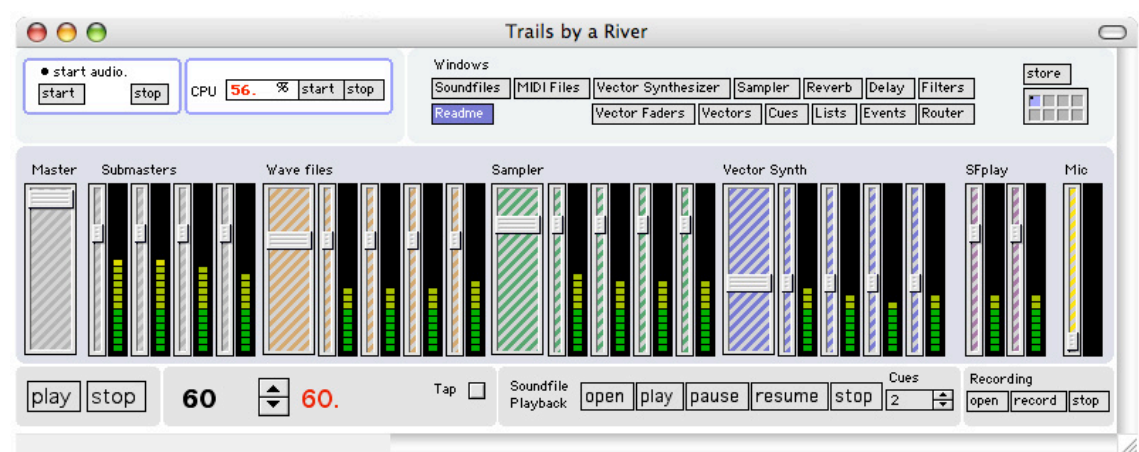 Trails by a River
start audio.
start stop
CPU 56. % start stop
Windows
Soundfiles MIDI Files Vector Synthesizer Sampler Reverb Delay Filters
Readme Vector Faders Vectors Cues Lists Events Router
store
Master Submasters Wave files Sampler Vector Synth SFplay Mic
play stop 60 60. Tap
Soundfile Playback open play pause resume stop
Cues
2
Recording
open record stop